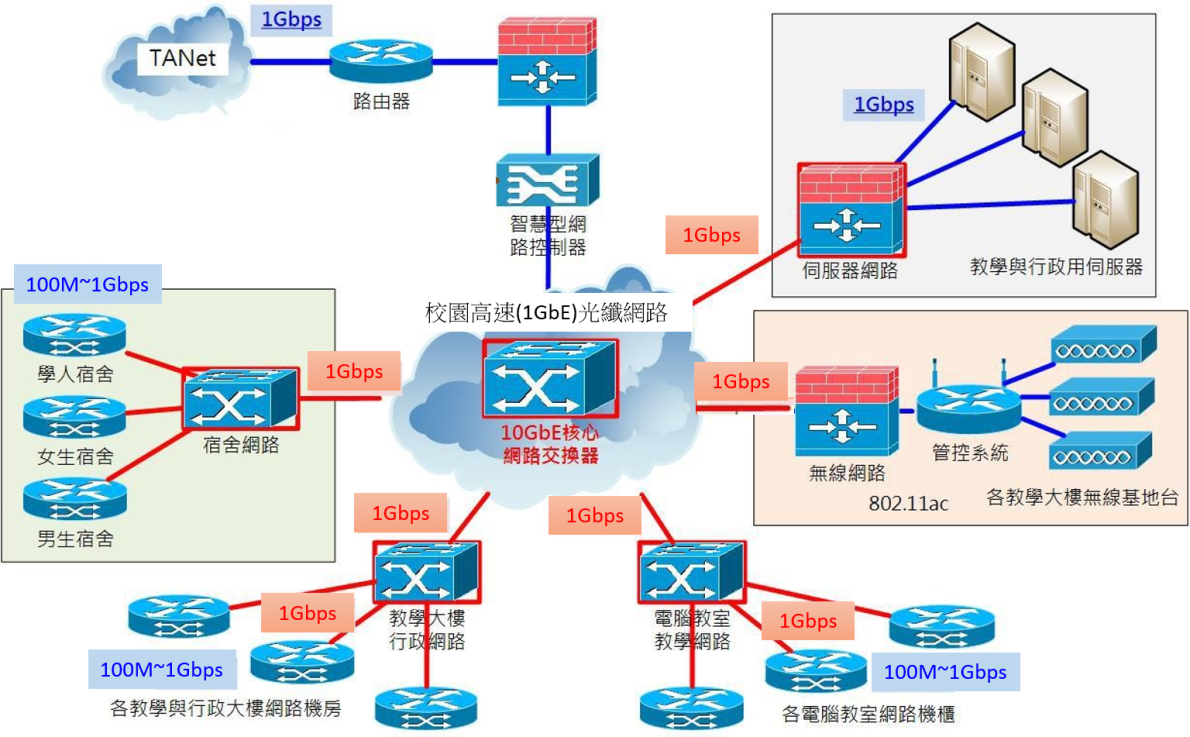 1Gbps
TANet
路由器
智慧型網
路控制器
1Gbps
伺服器網路
教學與行政用伺服器
1Gbps
校園高速(1GbE)光纖網路
10GbE核心
網路交換器
100M~1Gbps
學人宿舍
女生宿舍
男生宿舍
宿舍網路
1Gbps
1Gbps
無線網路
管控系統
802.11ac
各教學大樓無線基地台
1Gbps
教學大樓
行政網路
1Gbps
100M~1Gbps
各教學與行政大樓網路機房
1Gbps
電腦教室
教學網路
1Gbps
100M~1Gbps
各電腦教室網路機櫃